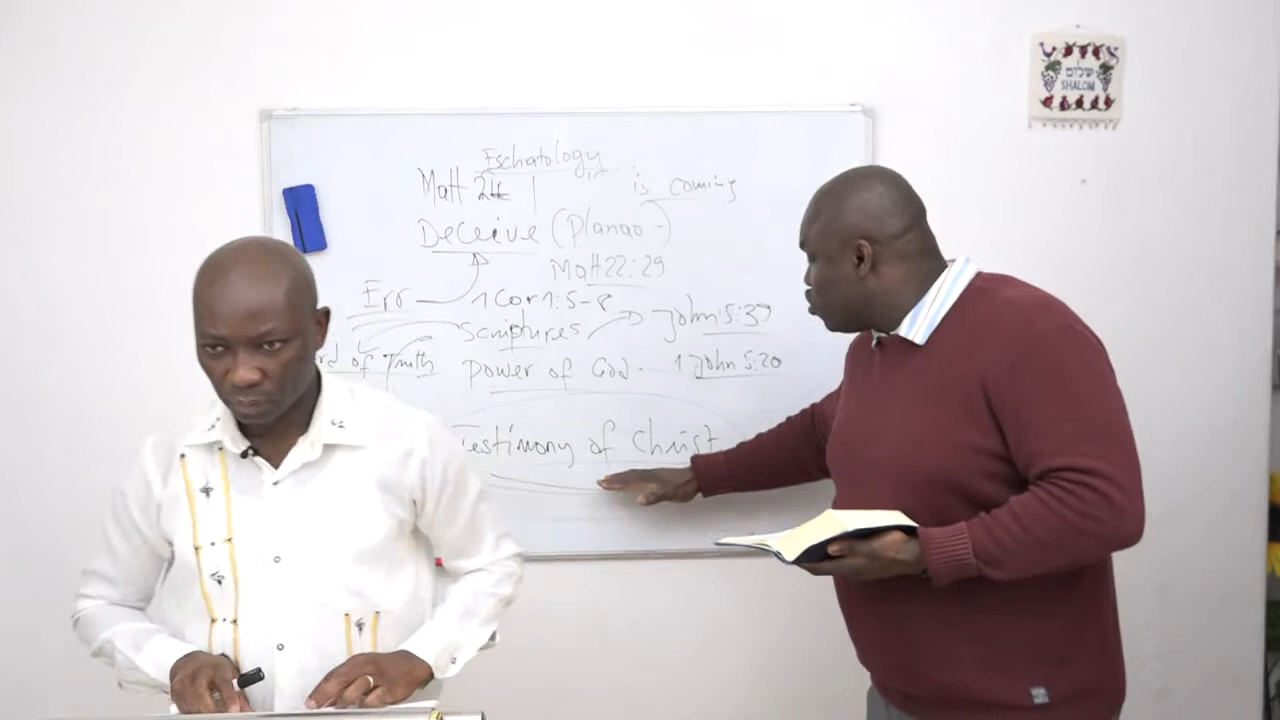 Eschatology
Matt 24 is coming
Deceive (planao)
Matt 22:29
Err 1 Cor 1:5-8
Scriptures John 5:39
of Truth Power of God. 1 John 5:20
Testimony of Christ
שלום
SHALOM